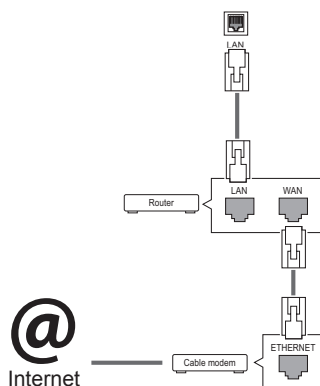 LAN
LAN WAN
Router
ETHERNET
@
Cable modem
Internet